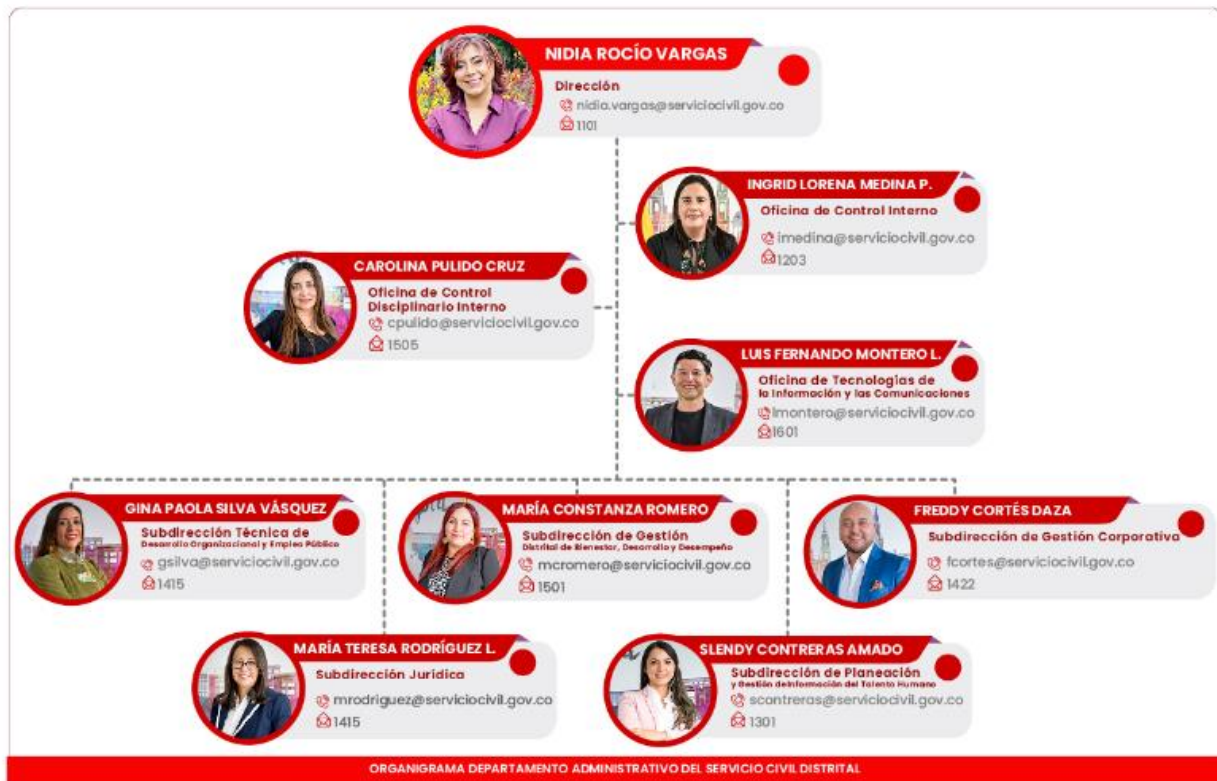 NIDIA ROCÍO VARGAS
Dirección
nidia.vargas@serviciocivil.gov.co
1101
INGRID LORENA MEDINA P.
Oficina de Control Interno
imedina@serviciocivil.gov.co
1203
CAROLINA PULIDO CRUZ
Oficina de Control
Disciplinario Interno
cpulido@serviciocivil.gov.co
1505
LUIS FERNANDO MONTERO L.
Oficina de Tecnologías de
la Información y las Comunicaciones
lmontero@serviciocivil.gov.co
1601
GINA PAOLA SILVA VÁSQUEZ
Subdirección Técnica de
Desarrollo Organizacional y Empleo Público
gsilva@serviciocivil.gov.co
1415
MARÍA CONSTANZA ROMERO
Subdirección de Gestión
Distrital de Bienestar, Desarrollo y Desempeño
mcromero@serviciocivil.gov.co
1501
FREDDY CORTÉS DAZA
Subdirección de Gestión Corporativa
fcortes@serviciocivil.gov.co
1422
MARÍA TERESA RODRÍGUEZ L.
Subdirección Jurídica
mrodriguez@serviciocivil.gov.co
1415
SLENDY CONTRERAS AMADO
Subdirección de Planeación
y Gestión deInformación del Talento Humano
scontreras@serviciocivil.gov.co
1301
ORGANIGRAMA DEPARTAMENTO ADMINISTRATIVO DEL SERVICIO CIVIL DISTRITAL